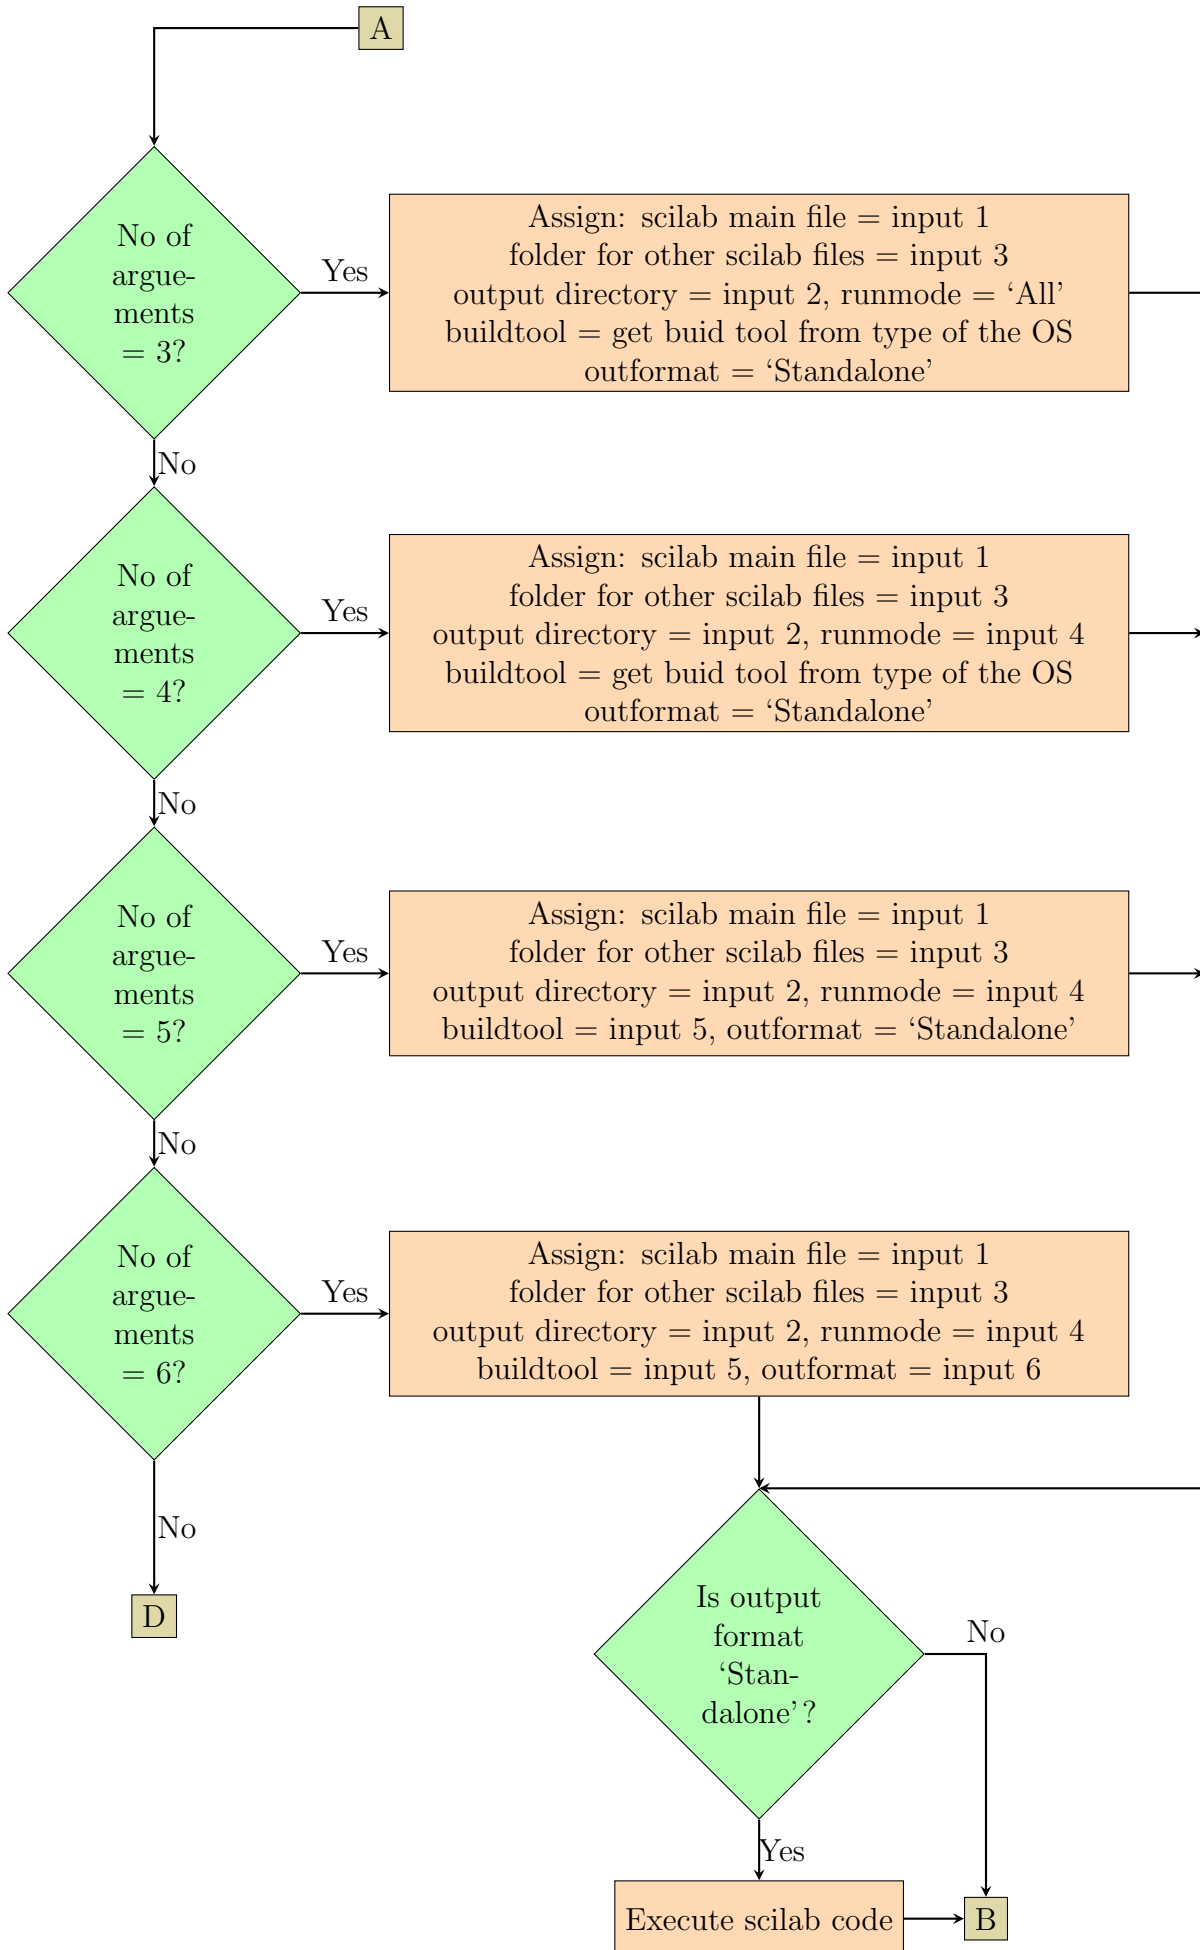 A
No of
argue-
ments
= 3?
Yes
Assign: scilab main file = input 1
folder for other scilab files = input 3
output directory = input 2, runmode = ‘All’
buildtool = get buid tool from type of the OS
outformat = ‘Standalone’
No
No of
argue-
ments
= 4?
Yes
Assign: scilab main file = input 1
folder for other scilab files = input 3
output directory = input 2, runmode = input 4
buildtool = get buid tool from type of the OS
outformat = ‘Standalone’
No
No of
argue-
ments
= 5?
Yes
Assign: scilab main file = input 1
folder for other scilab files = input 3
output directory = input 2, runmode = input 4
buildtool = input 5, outformat = ‘Standalone’
No
No of
argue-
ments
= 6?
Yes
Assign: scilab main file = input 1
folder for other scilab files = input 3
output directory = input 2, runmode = input 4
buildtool = input 5, outformat = input 6
No
D
Is output
format
‘Stan-
dalone’?
No
Yes
Execute scilab code
B